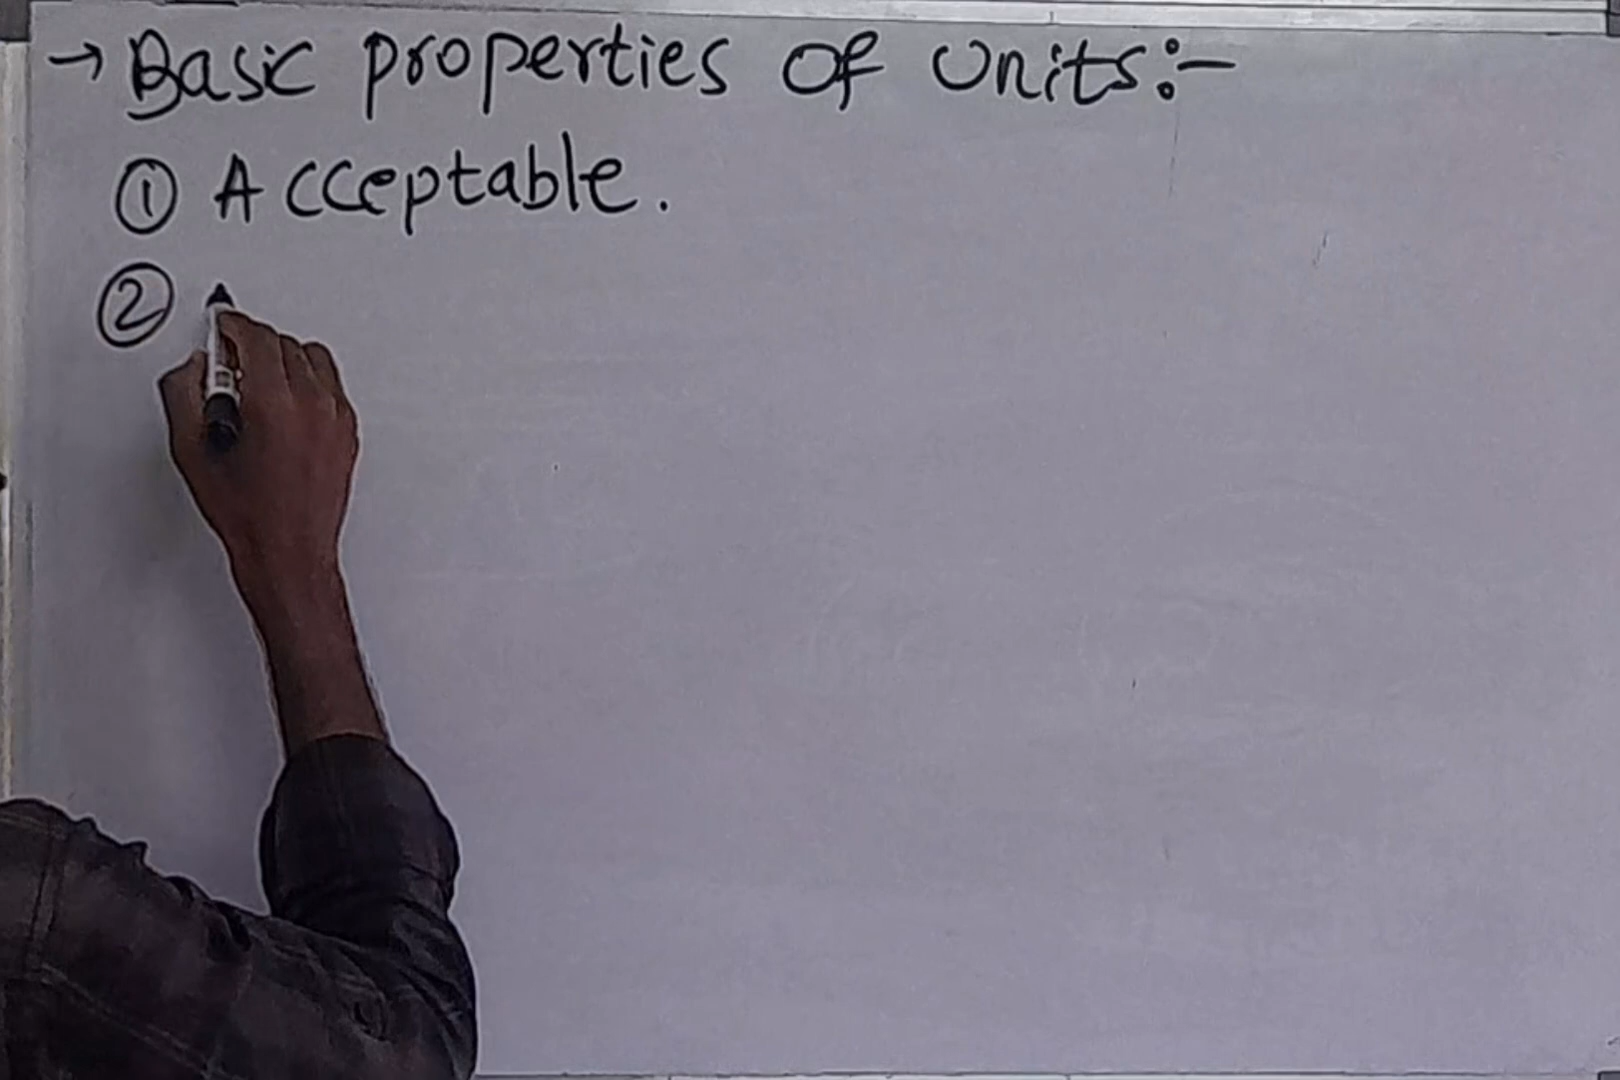 → Basic properties of units:-
① Acceptable.
②